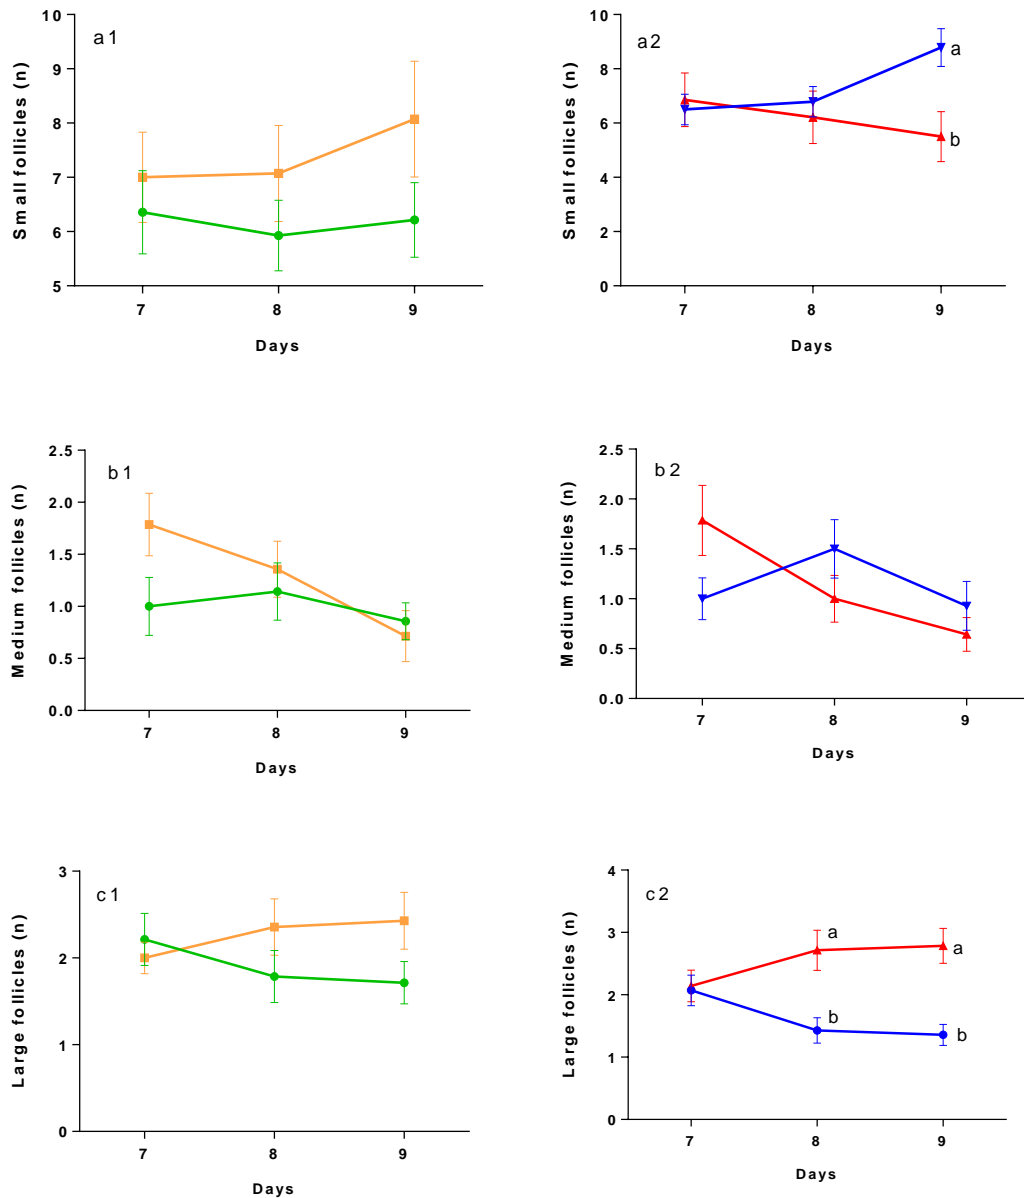 a1
Small follicles (n)
10
9
8
7
6
5
7 8 9
Days
a2
Small follicles (n)
10
8
6
4
2
0
a
b
7 8 9
Days
b1
Medium follicles (n)
2.5
2.0
1.5
1.0
0.5
0.0
7 8 9
Days
b2
Medium follicles (n)
2.5
2.0
1.5
1.0
0.5
0.0
7 8 9
Days
c1
Large follicles (n)
3
2
1
0
7 8 9
Days
c2
Large follicles (n)
4
3
2
1
0
a
a
b
b
7 8 9
Days